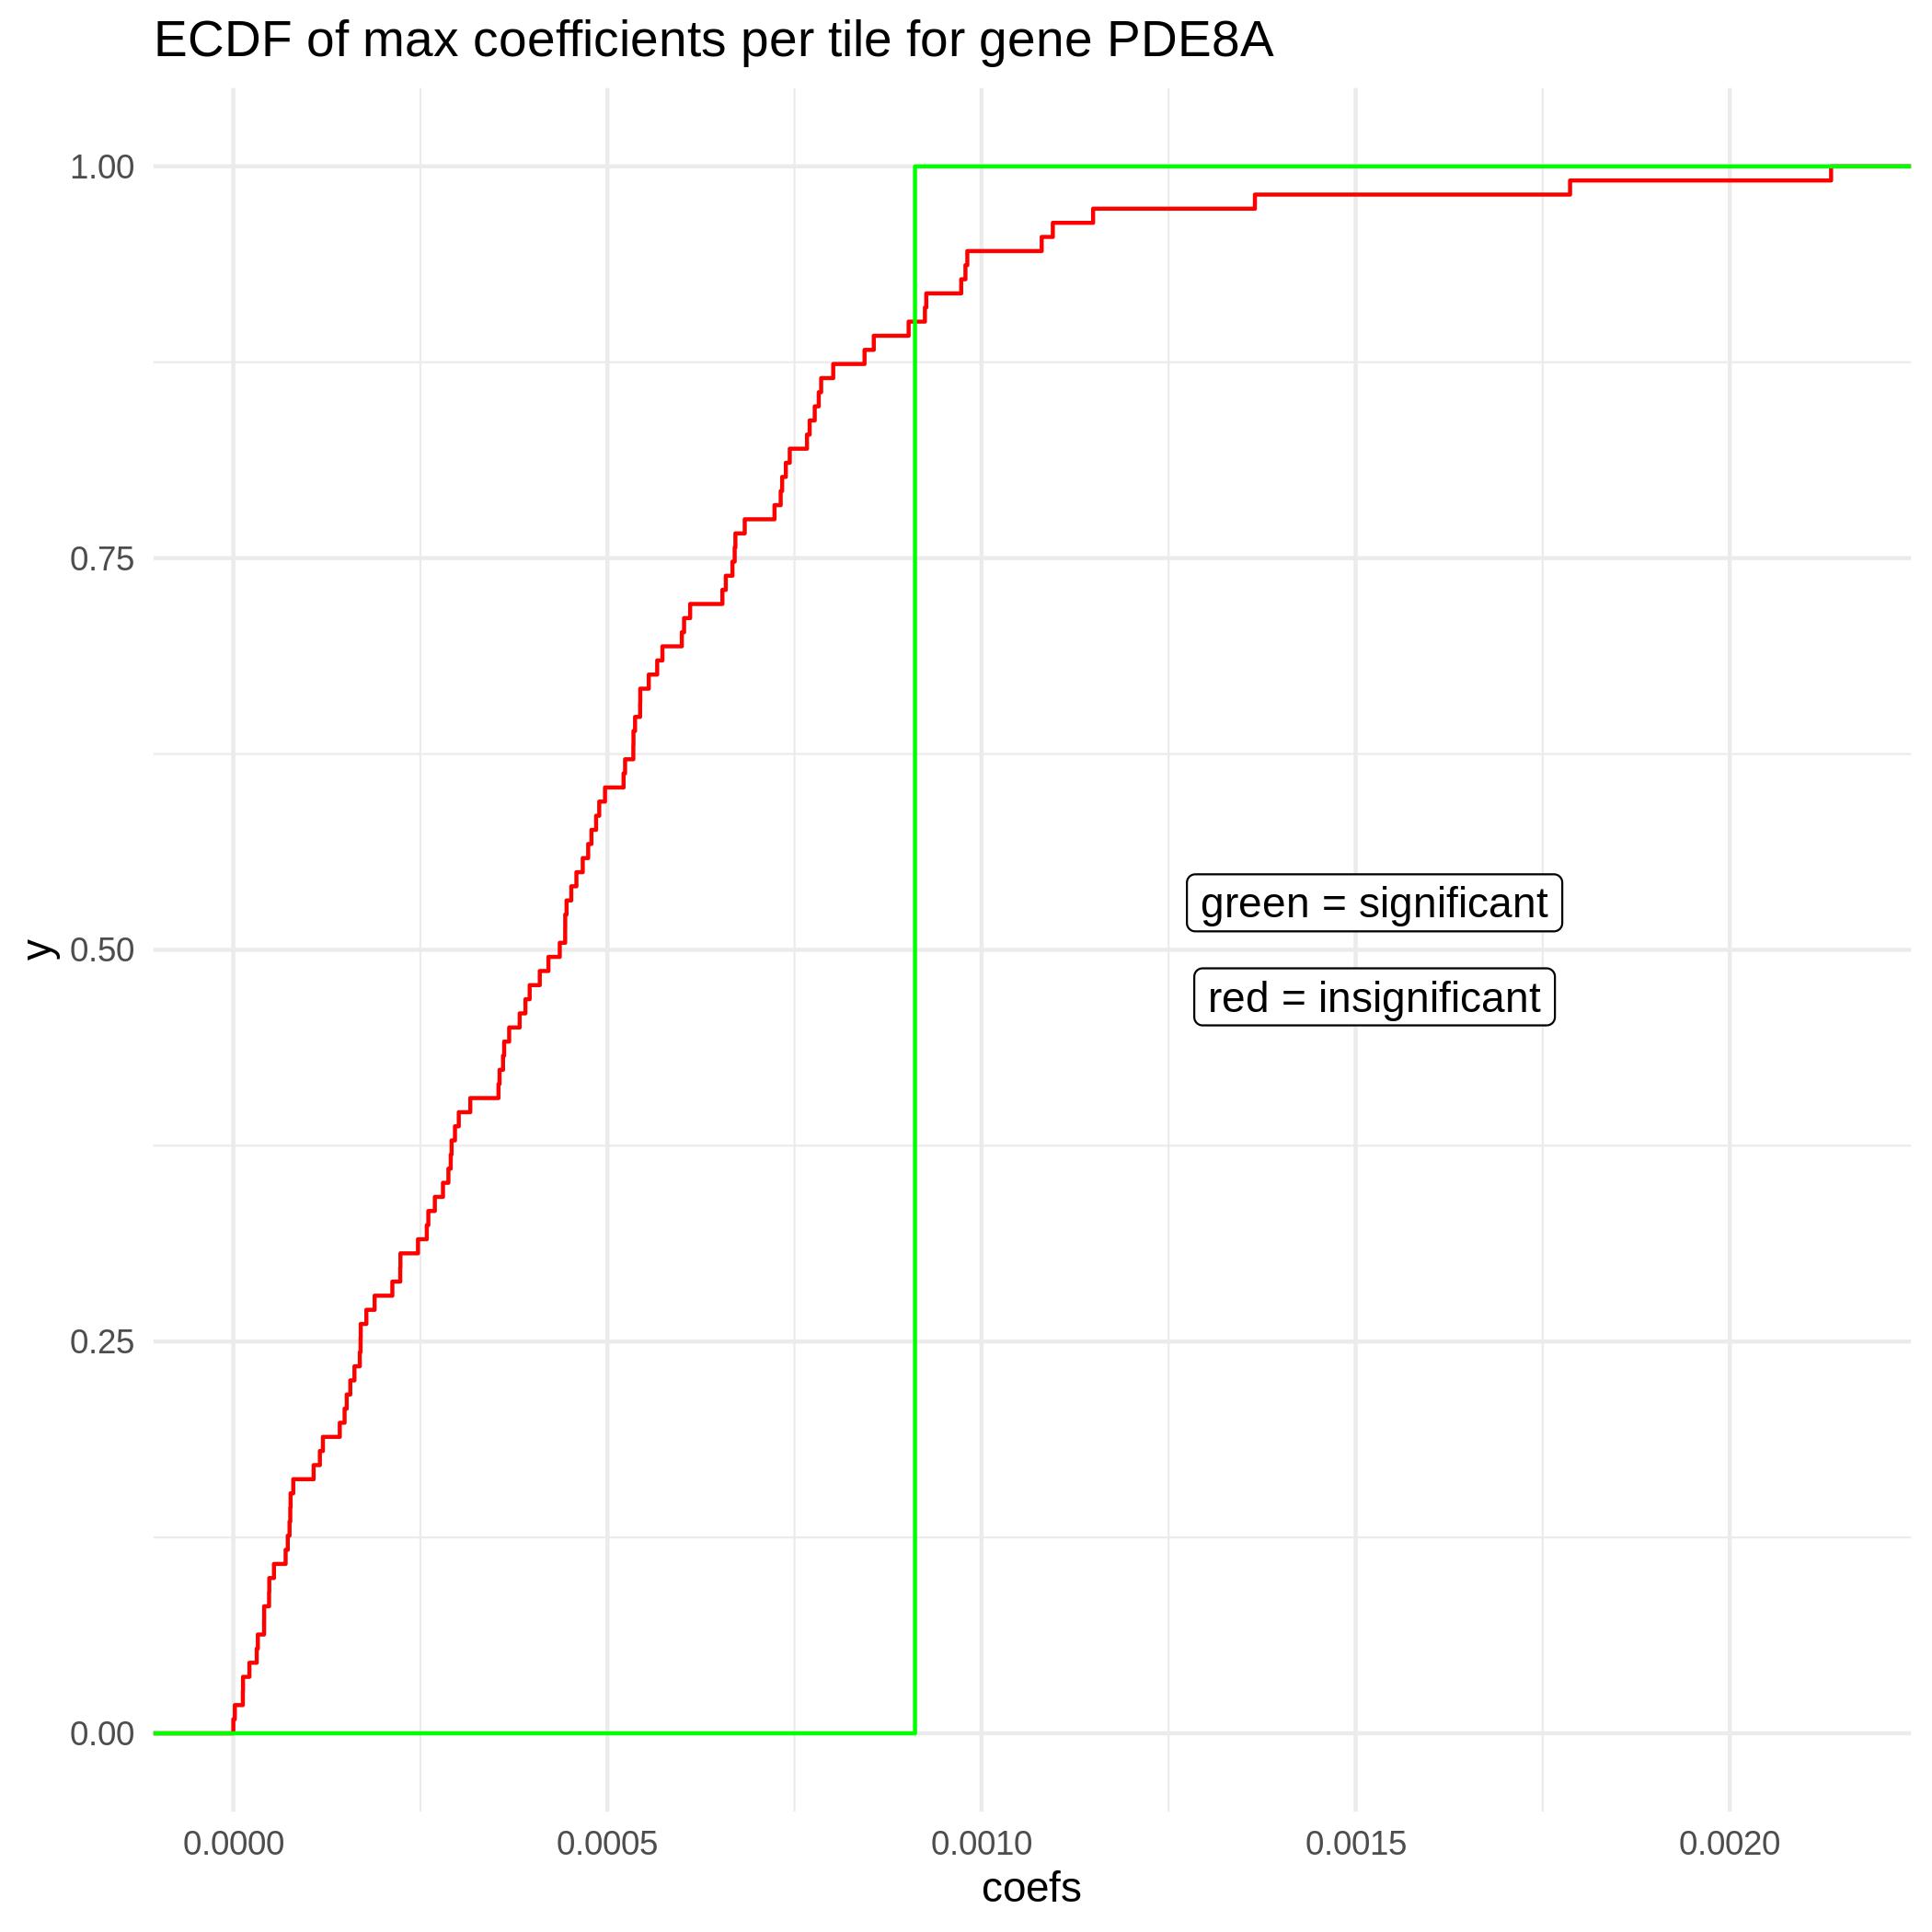 ECDF of max coefficients per tile for gene PDE8A
1.00
0.75
0.50
0.25
0.00
y
green = significant
red = insignificant
0.0000 0.0005 0.0010 0.0015 0.0020
coefs